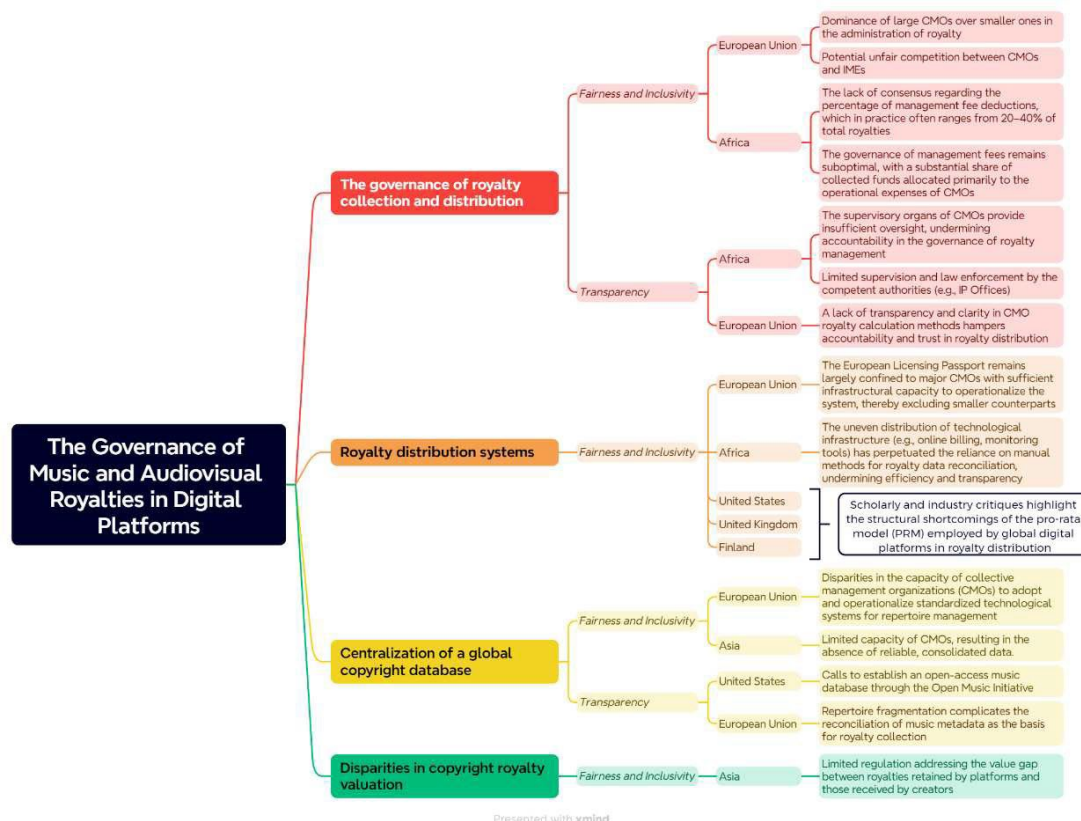 The Governance of
Music and Audiovisual
Royalties in Digital
Platforms
The governance of royalty
collection and distribution
Fairness and Inclusivity
European Union
Dominance of large CMOs over smaller ones in
the administration of royalty
Potential unfair competition between CMOs
and IMEs
Africa
The lack of consensus regarding the
percentage of management fee deductions,
which in practice often ranges from 20–40% of
total royalties
The governance of management fees remains
suboptimal, with a substantial share of
collected funds allocated primarily to the
operational expenses of CMOs
Transparency
Africa
The supervisory organs of CMOs provide
insufficient oversight, undermining
accountability in the governance of royalty
management
Limited supervision and law enforcement by the
competent authorities (e.g., IP Offices)
European Union
A lack of transparency and clarity in CMO
royalty calculation methods hampers
accountability and trust in royalty distribution
Royalty distribution systems
Fairness and Inclusivity
European Union
The European Licensing Passport remains
largely confined to major CMOs with sufficient
infrastructural capacity to operationalize the
system, thereby excluding smaller counterparts
Africa
The uneven distribution of technological
infrastructure (e.g., online billing, monitoring
tools) has perpetuated the reliance on manual
methods for royalty data reconciliation,
undermining efficiency and transparency
United States
United Kingdom
Finland
Scholarly and industry critiques highlight
the structural shortcomings of the pro-rata
model (PRM) employed by global digital
platforms in royalty distribution
Centralization of a global
copyright database
Fairness and Inclusivity
European Union
Disparities in the capacity of collective
management organizations (CMOs) to adopt
and operationalize standardized technological
systems for repertoire management
Asia
Limited capacity of CMOs, resulting in the
absence of reliable, consolidated data.
Transparency
United States
Calls to establish an open-access music
database through the Open Music Initiative
European Union
Repertoire fragmentation complicates the
reconciliation of music metadata as the basis
for royalty collection
Disparities in copyright royalty
valuation
Fairness and Inclusivity
Asia
Limited regulation addressing the value gap
between royalties retained by platforms and
those received by creators
Presented with xmind